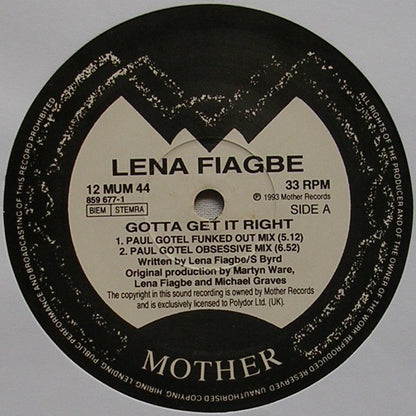 LENA FIAGBE
12 MUM 44
859 677-1
BIEM STEMRA
33 RPM
℗ 1993 Mother Records
SIDE A
GOTTA GET IT RIGHT
1. PAUL GOTEL FUNKED OUT MIX (5.12)
2. PAUL GOTEL OBSESSIVE MIX (6.52)
Written by Lena Fiagbe/S Byrd
Original production by Martyn Ware,
Lena Fiagbe and Michael Graves
The copyright in this sound recording is owned by Mother Records
and is exclusively licensed to Polydor Ltd. (UK).
MOTHER
ALL RIGHTS OF THE PRODUCER AND OF THE OWNER OF THE WORK REPRODUCED RESERVED UNAUTHORISED COPYING HIRING LENDING PUBLIC PERFORMANCE AND BROADCASTING OF THIS RECORD PROHIBITED